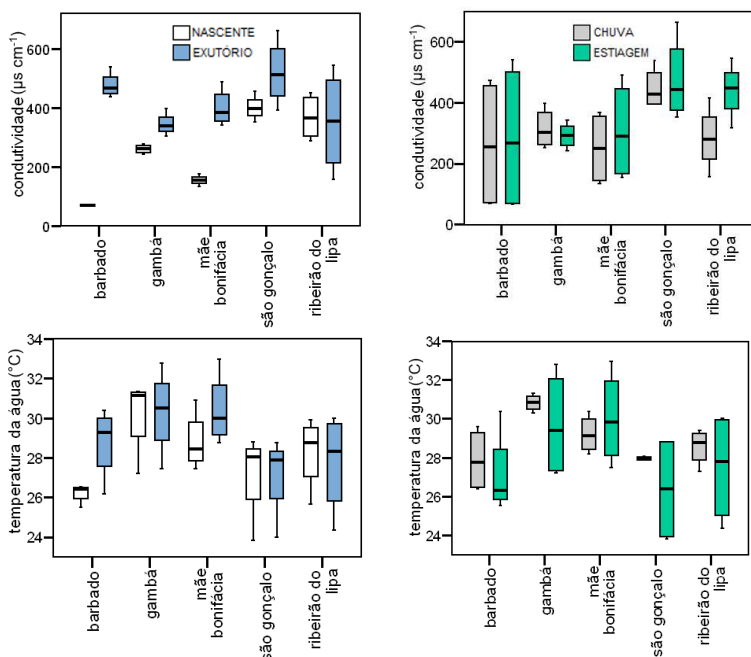 condutividade (µs cm⁻¹)
600
400
200
0
NASCENTE
EXUTÓRIO
barbado
gambá
mãe
bonifácia
são gonçalo
ribeirão do
lipa
condutividade (µs cm⁻¹)
600
400
200
0
CHUVA
ESTIAGEM
barbado
gambá
mãe
bonifácia
são gonçalo
ribeirão do
lipa
temperatura da água (°C)
34
32
30
28
26
24
barbado
gambá
mãe
bonifácia
são gonçalo
ribeirão do
lipa
temperatura da água (°C)
34
32
30
28
26
24
barbado
gambá
mãe
bonifácia
são gonçalo
ribeirão do
lipa